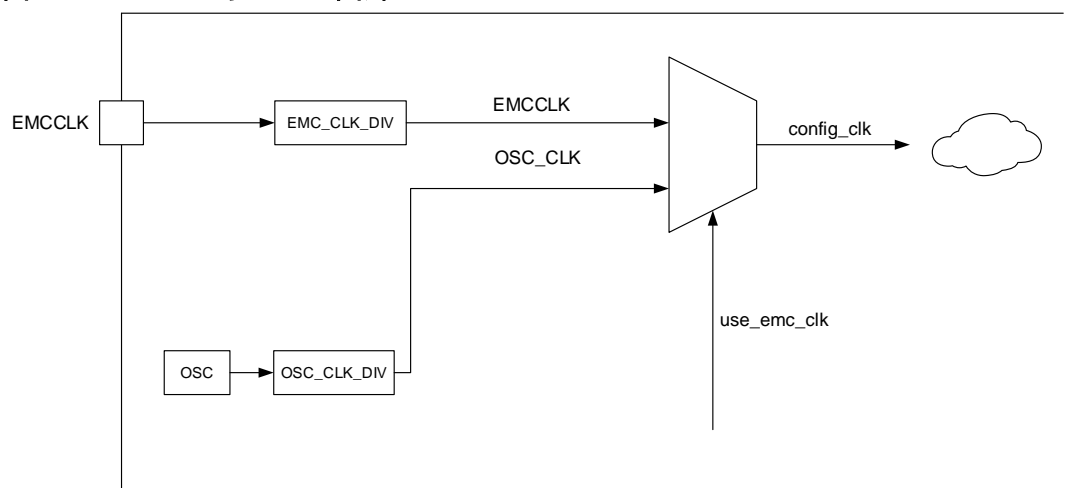 EMCCLK
EMC_CLK_DIV
EMCCLK
OSC_CLK
config_clk
use_emc_clk
OSC
OSC_CLK_DIV